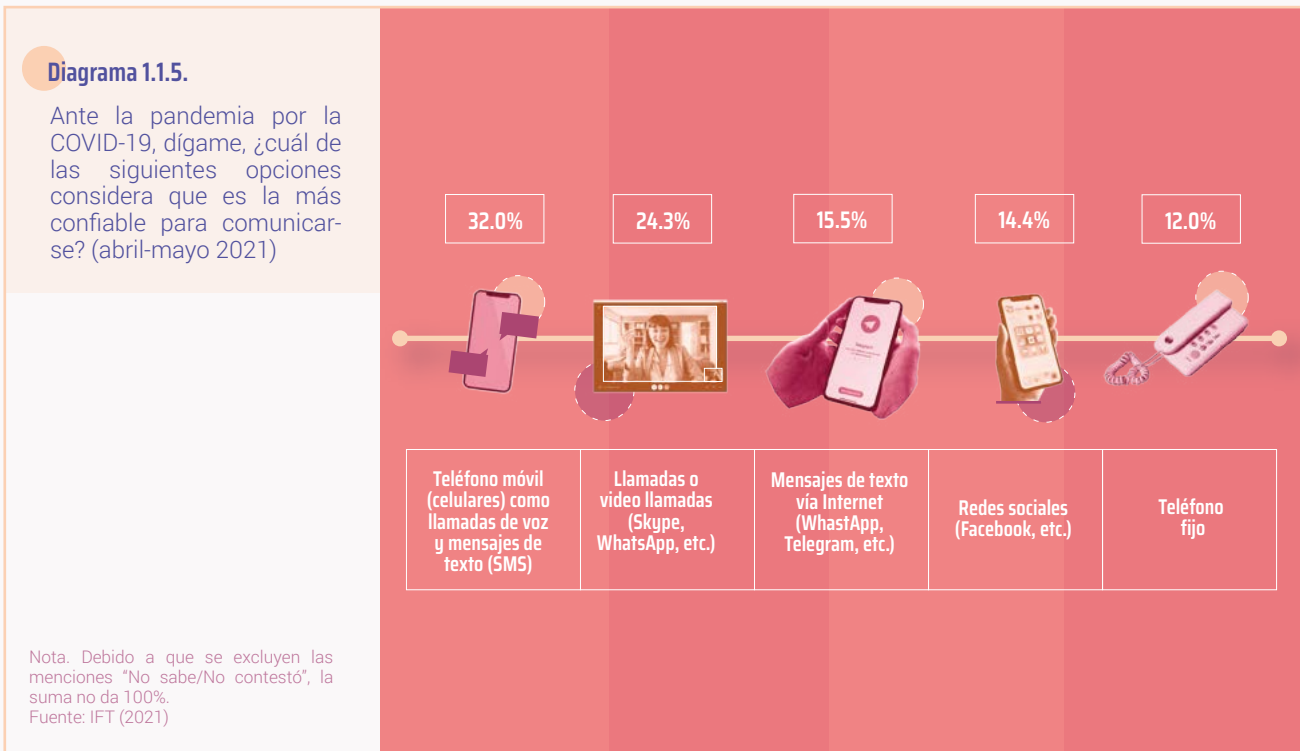 Diagrama 1.1.5.
Ante la pandemia por la
COVID-19, dígame, ¿cuál de
las siguientes opciones
considera que es la más
confiable para comunicar-
se? (abril-mayo 2021)
32.0%
24.3%
15.5%
14.4%
12.0%
Teléfono móvil
(celulares) como
llamadas de voz
y mensajes de
texto (SMS)
Llamadas o
video llamadas
(Skype,
WhatsApp, etc.)
Mensajes de texto
vía Internet
(WhastApp,
Telegram, etc.)
Redes sociales
(Facebook, etc.)
Teléfono
fijo
Nota. Debido a que se excluyen las
menciones “No sabe/No contestó”, la
suma no da 100%.
Fuente: IFT (2021)